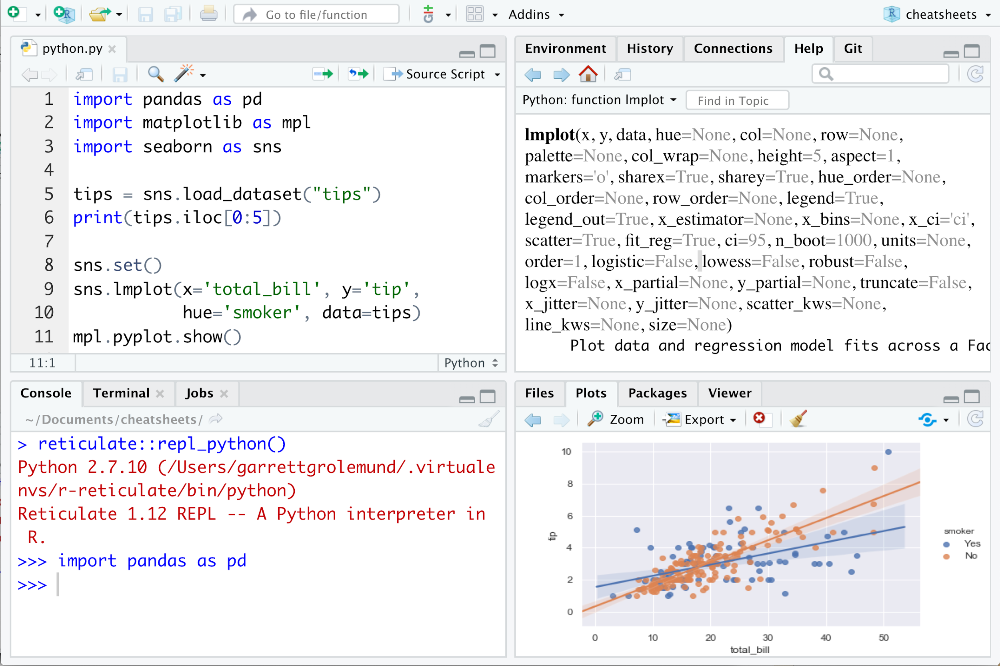 Go to file/function
Git
Addins
R
cheatsheets
python.py
Source Script
1 import pandas as pd
2 import matplotlib as mpl
3 import seaborn as sns
4
5 tips = sns.load_dataset("tips")
6 print(tips.iloc[0:5])
7
8 sns.set()
9 sns.lmplot(x='total_bill', y='tip',
10 hue='smoker', data=tips)
11 mpl.pyplot.show()
11:1
Python
Environment History Connections Help Git
Python: function lmplot
Find in Topic
lmplot(x, y, data, hue=None, col=None, row=None,
palette=None, col_wrap=None, height=5, aspect=1,
markers='o', sharex=True, sharey=True, hue_order=None,
col_order=None, row_order=None, legend=True,
legend_out=True, x_estimator=None, x_bins=None, x_ci='ci',
scatter=True, fit_reg=True, ci=95, n_boot=1000, units=None,
order=1, logistic=False, lowess=False, robust=False,
logx=False, x_partial=None, y_partial=None, truncate=False,
x_jitter=None, y_jitter=None, scatter_kws=None,
line_kws=None, size=None)
Plot data and regression model fits across a Fac
Console Terminal Jobs
~/Documents/cheatsheets/
> reticulate::repl_python()
Python 2.7.10 (/Users/garrettgrolemund/.virtuale
nvs/r-reticulate/bin/python)
Reticulate 1.12 REPL -- A Python interpreter in
R.
>>> import pandas as pd
>>>
Files Plots Packages Viewer
Zoom Export
10
8
6
4
2
0
tip
0 10 20 30 40 50
total_bill
smoker
Yes
No